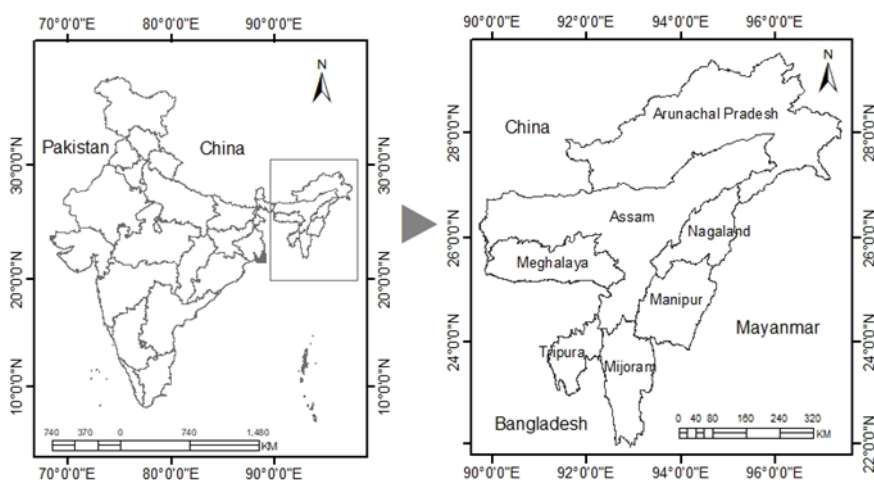 70°0'0"E 80°0'0"E 90°0'0"E
N
Pakistan China
30°0'0"N
20°0'0"N
10°0'0"N
30°0'0"N
20°0'0"N
10°0'0"N
740 370 0 740 1,480
KM
70°0'0"E 80°0'0"E 90°0'0"E
90°0'0"E 92°0'0"E 94°0'0"E 96°0'0"E
N
Arunachal Pradesh
China
Assam
Nagaland
Meghalaya
Manipur
Mayanmar
Tripura
Mijoram
Bangladesh
0 40 80 160 240 320
KM
28°0'0"N
26°0'0"N
24°0'0"N
28°0'0"N
26°0'0"N
24°0'0"N
22°0'0"N
90°0'0"E 92°0'0"E 94°0'0"E 96°0'0"E